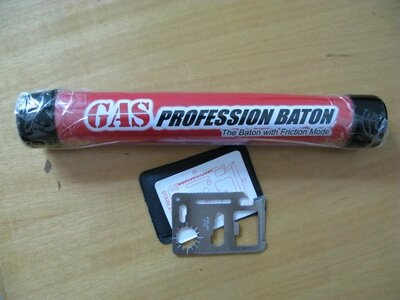 GAS PROFESSION BATON
The Baton with Friction Mode